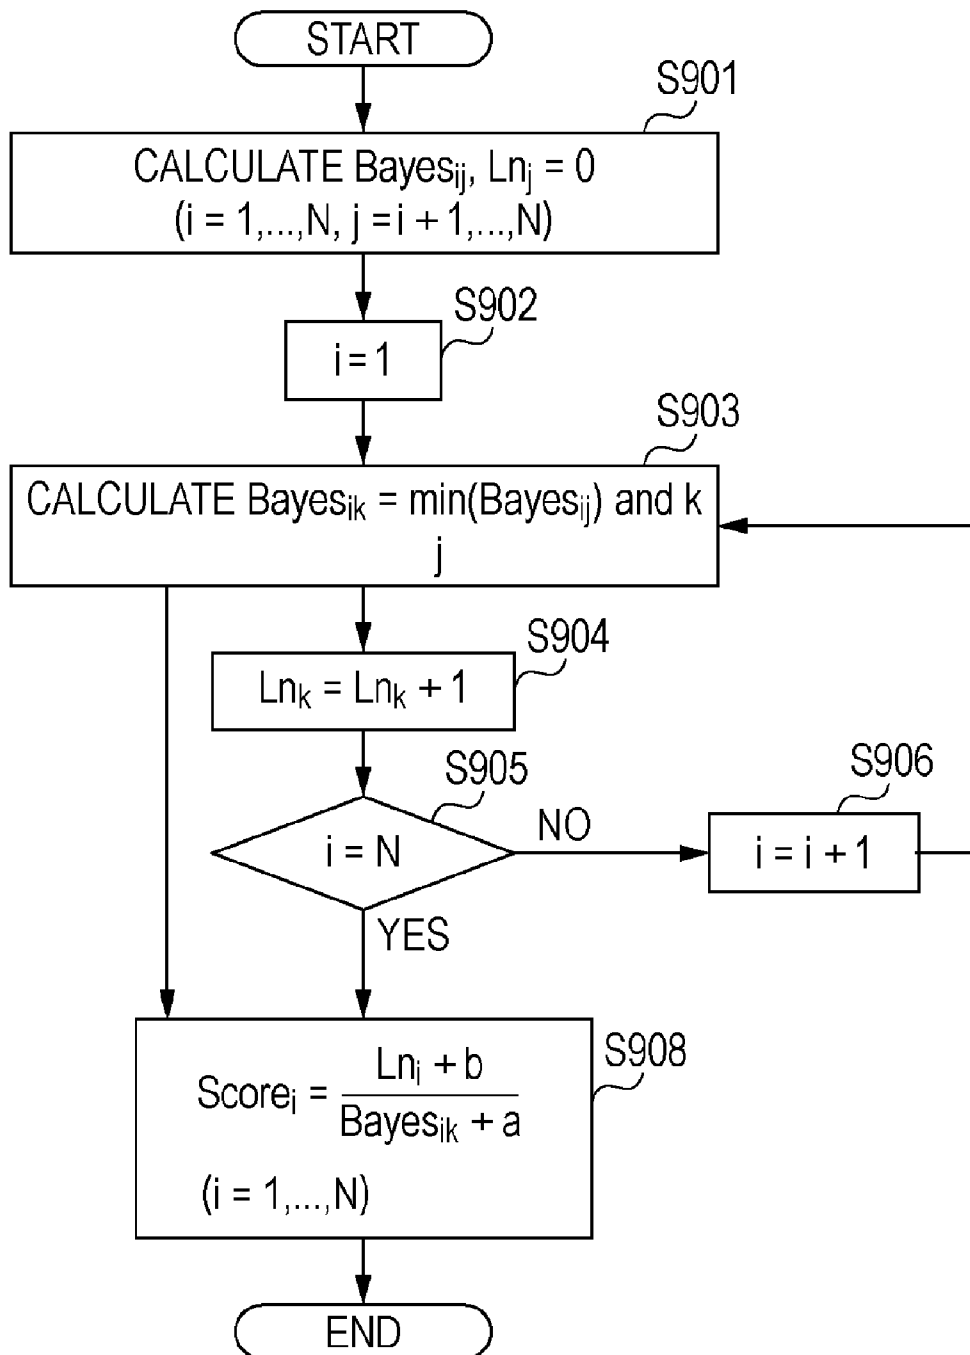 START
S901
CALCULATE Bayesij, Lnj = 0
(i = 1,...,N, j = i + 1,...,N)
S902
i = 1
S903
CALCULATE Bayesik = min(Bayesij) and k
j
S904
Lnk = Lnk + 1
S905
i = N
NO
S906
i = i + 1
YES
S908
Scorei = Lni + b
Bayesik + a
(i = 1,...,N)
END